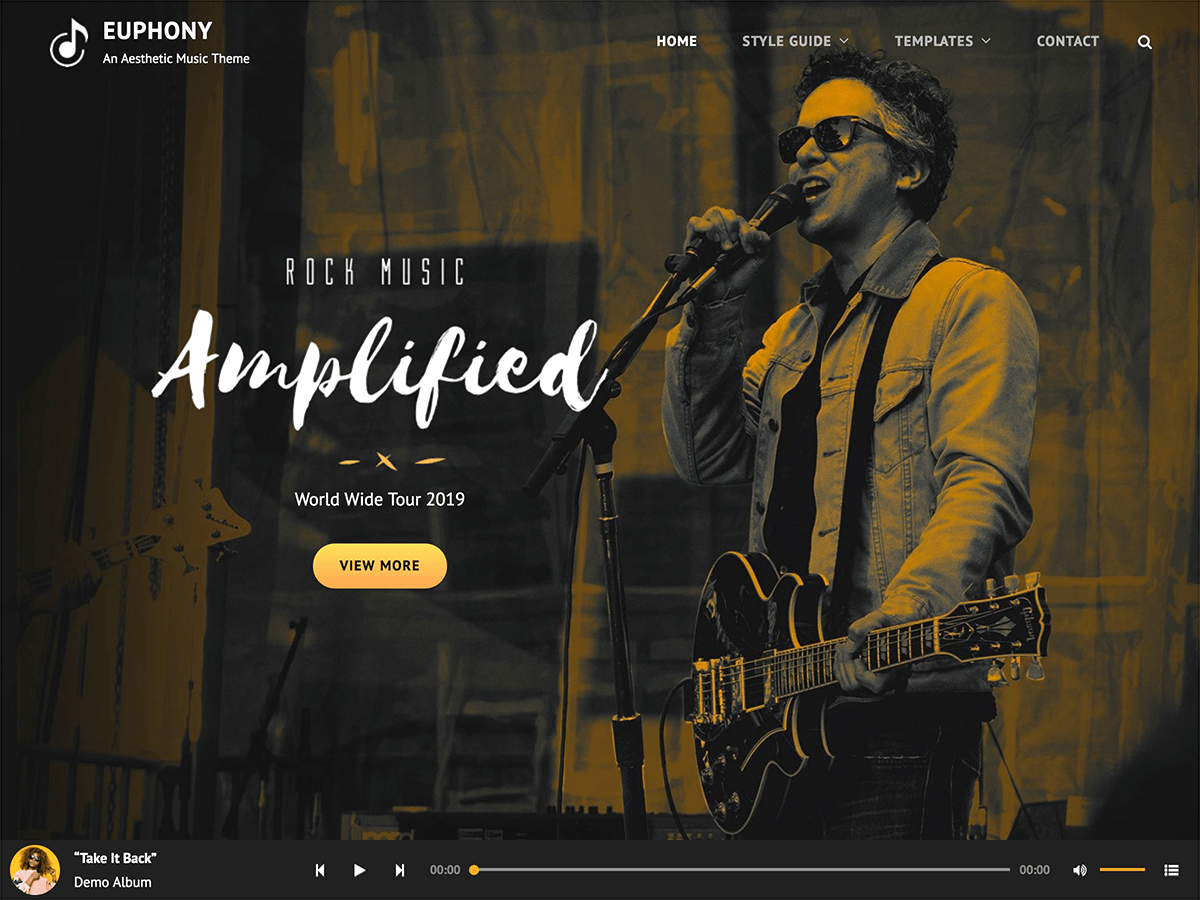 EUPHONY
An Aesthetic Music Theme
HOME
STYLE GUIDE
TEMPLATES
CONTACT
ROCK MUSIC
Amplified
World Wide Tour 2019
VIEW MORE
Gibson
“Take It Back”
Demo Album
00:00
00:00